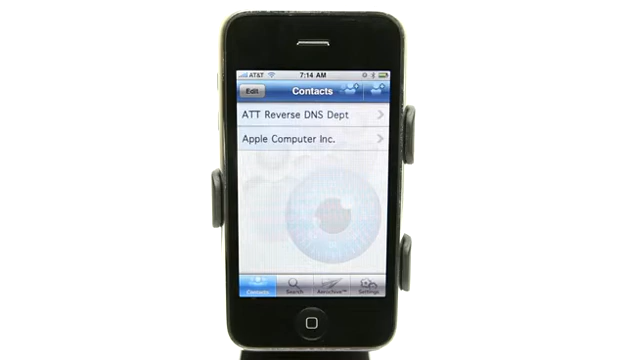 AT&T 7:14 AM
Edit Contacts
ATT Reverse DNS Dept
Apple Computer Inc.
Contacts Search Settings